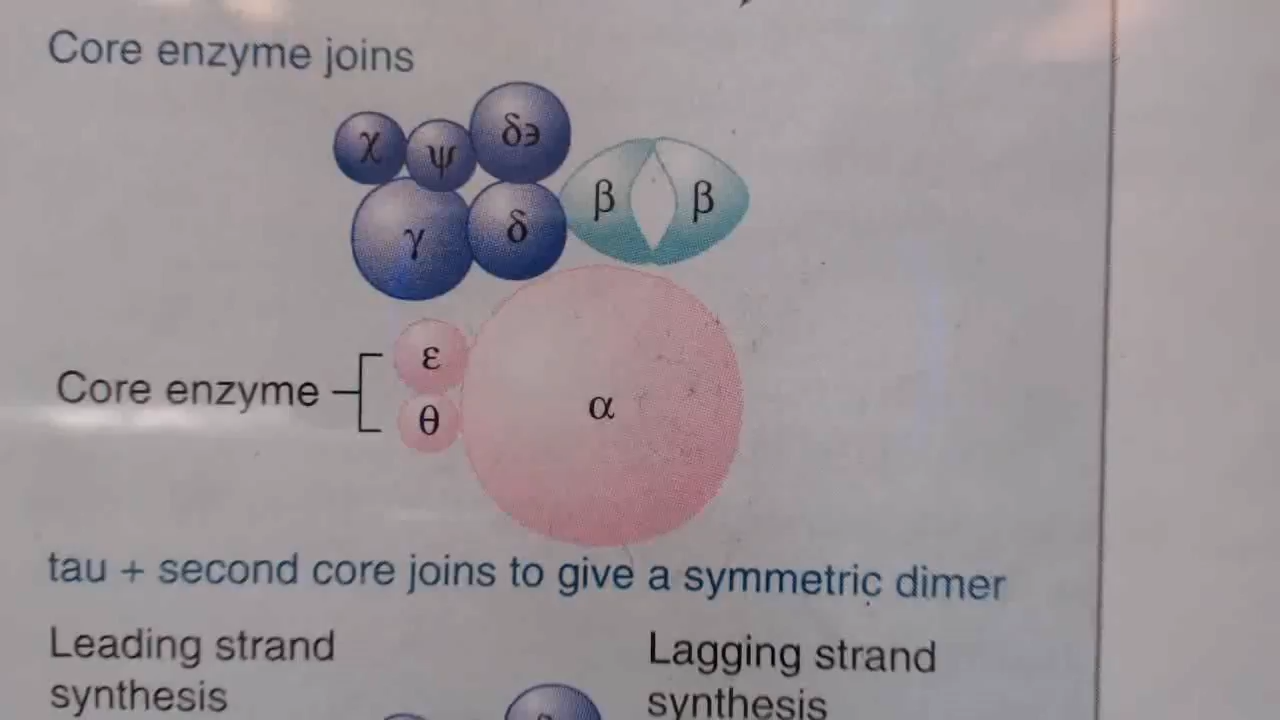 Core enzyme joins
χ ψ δэ
γ δ β β
ε
Core enzyme
θ
α
tau + second core joins to give a symmetric dimer
Leading strand
synthesis
Lagging strand
synthesis